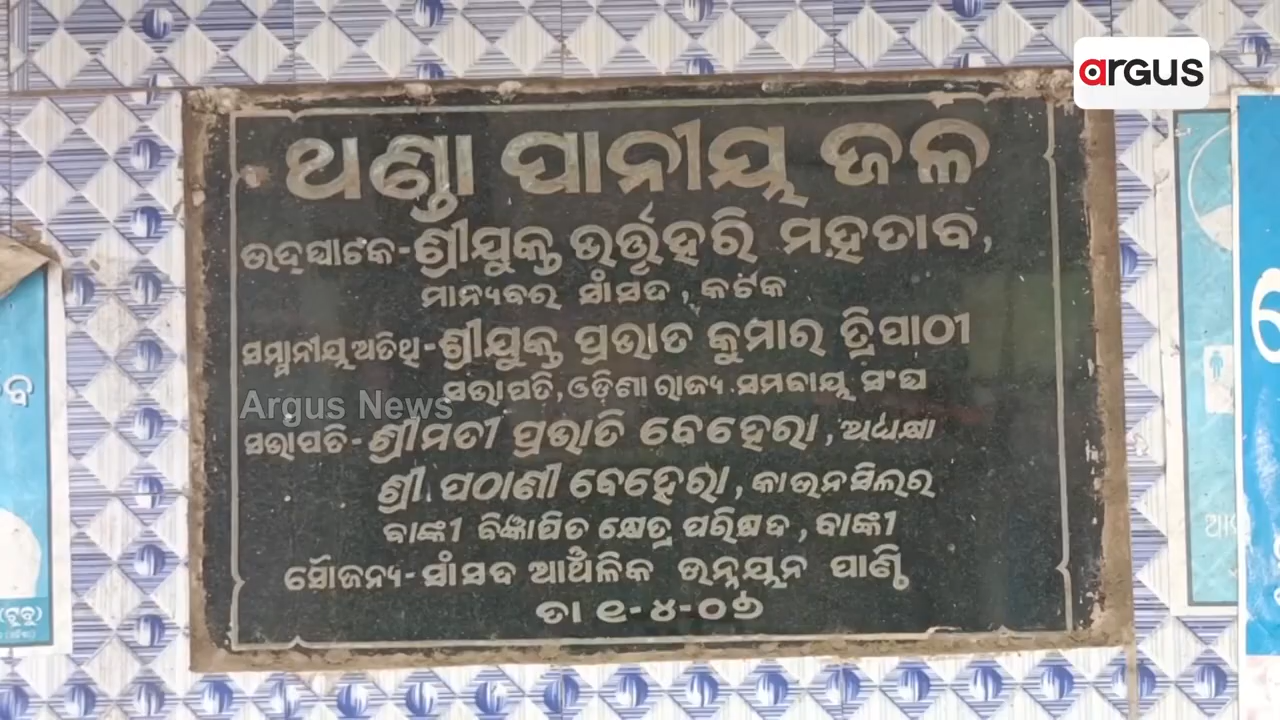 argus
ଥଣ୍ଡା ପାନୀୟ ଜଳ
ଉଦ୍‌ଘାଟକ-ଶ୍ରୀଯୁକ୍ତ ଭର୍ତ୍ତୃହରି ମହତାବ,
ମାନ୍ୟବର ସାଂସଦ, କଟକ
ସମ୍ମାନୀୟ ଅତିଥି-ଶ୍ରୀଯୁକ୍ତ ପ୍ରଭାତ କୁମାର ତ୍ରିପାଠୀ
ସଭାପତି, ଓଡ଼ିଶା ରାଜ୍ୟ ସମବାୟ ସଂଘ
Argus News
ସଭାପତି-ଶ୍ରୀମତୀ ପ୍ରଭାତି ବେହେରା, ଅଧ୍ୟକ୍ଷା
ଶ୍ରୀ ପଠାଣୀ ବେହେରା, କାଉନସିଲର
ବାଙ୍କୀ ବିଜ୍ଞାପିତ କ୍ଷେତ୍ର ପରିଷଦ, ବାଙ୍କୀ
ସୌଜନ୍ୟ-ସାଂସଦ ଆଞ୍ଚଳିକ ଉନ୍ନୟନ ପାଣ୍ଠି
ତା ୧-୪-୦୬